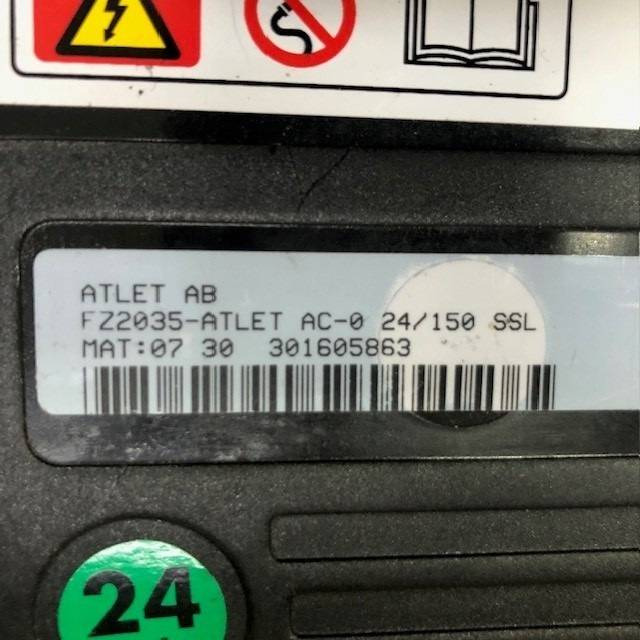 ATLET AB
FZ2035-ATLET AC-0 24/150 SSL
MAT:07 30 301605863
24